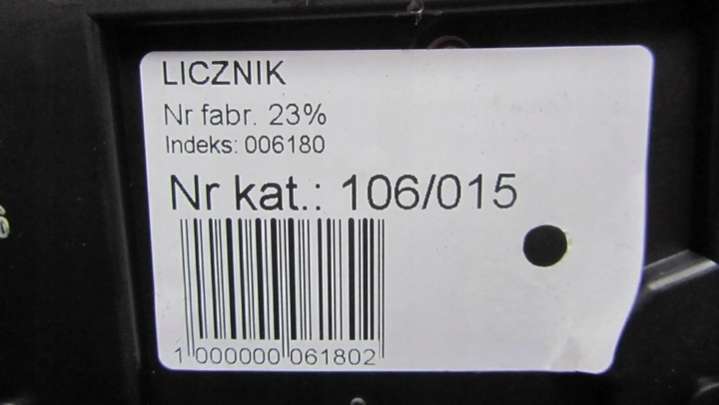 LICZNIK
Nr fabr. 23%
Indeks: 006180
Nr kat.: 106/015
1 000000 061802